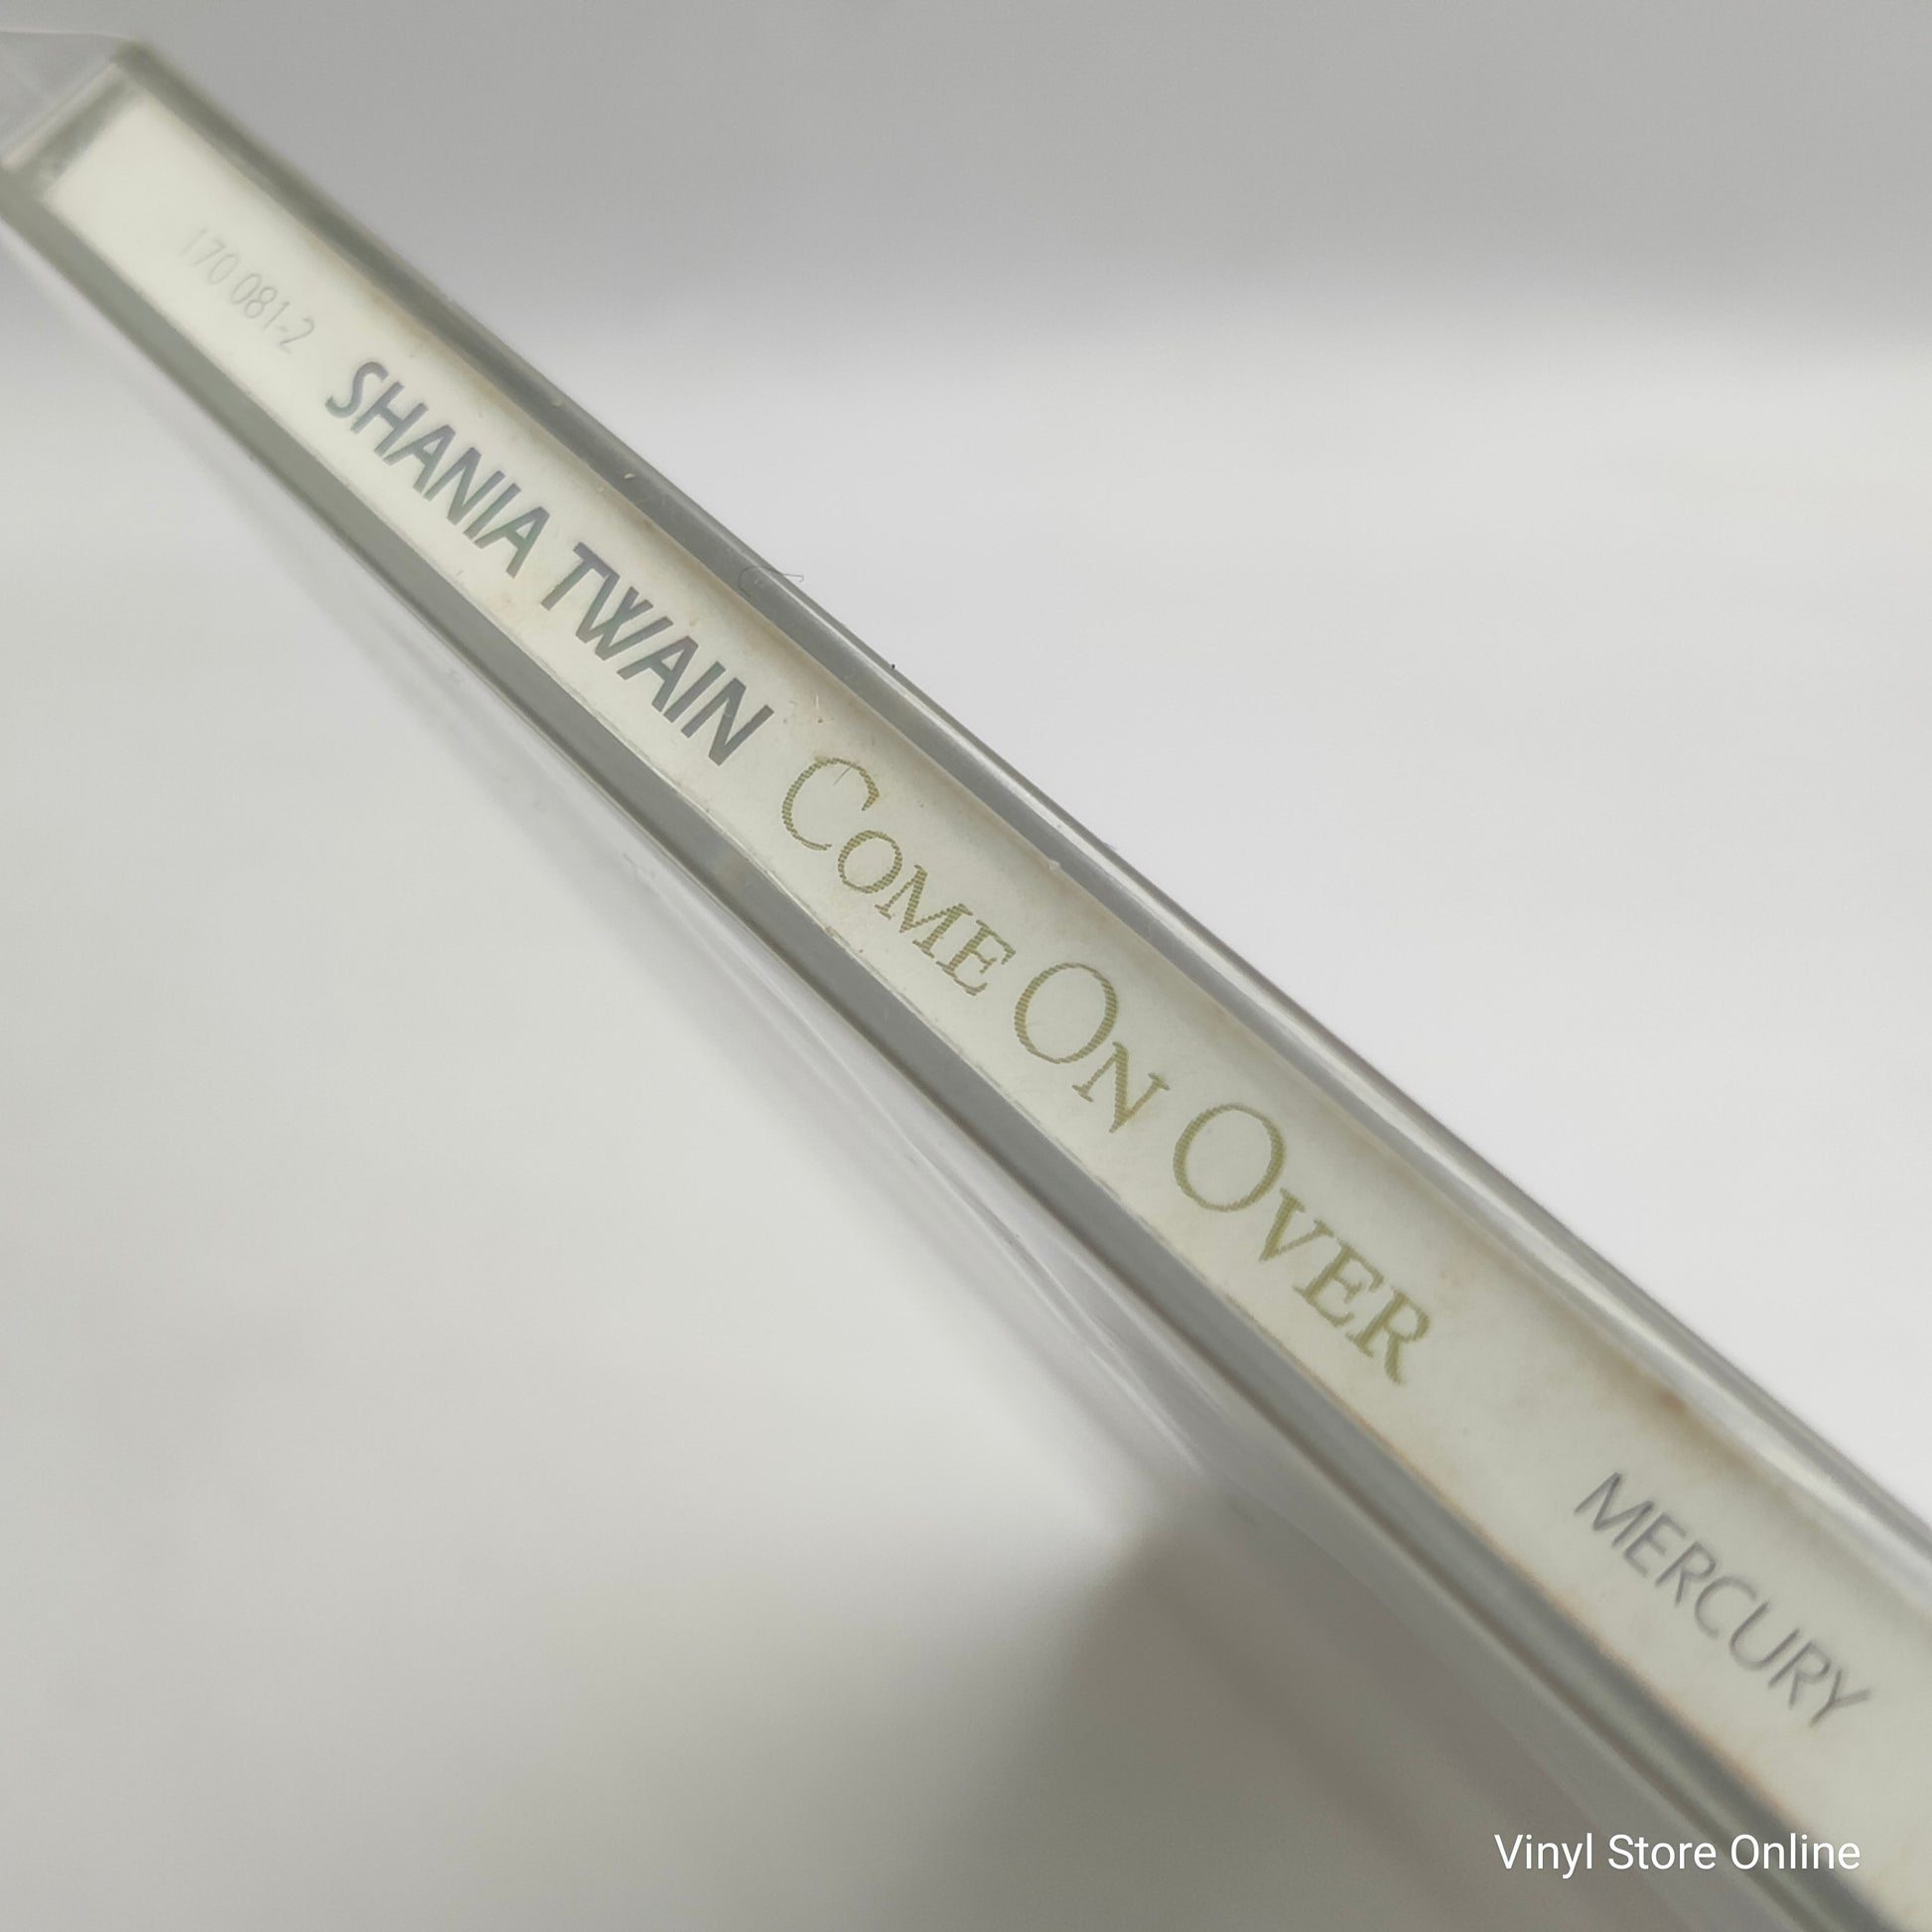 170 081-2 SHANIA TWAIN COME ON OVER MERCURY
Vinyl Store Online